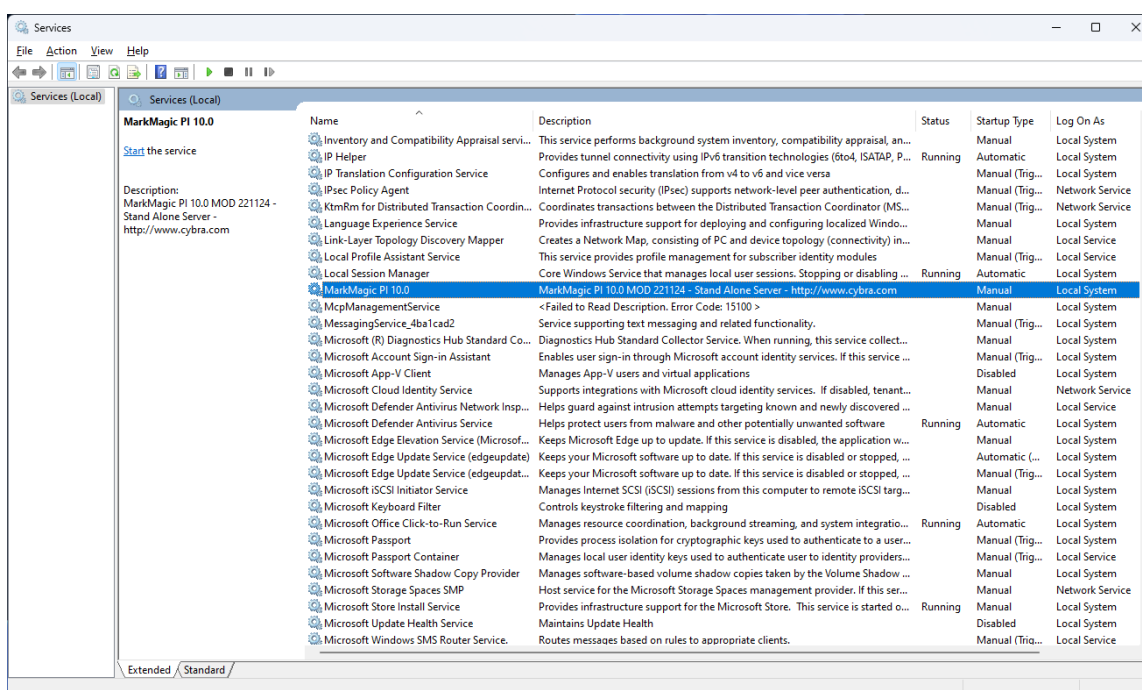 Services
File Action View Help
Services (Local)
Services (Local)
MarkMagic PI 10.0
Start the service
Description:
MarkMagic PI 10.0 MOD 221124 -
Stand Alone Server -
http://www.cybra.com
Name Description Status Startup Type Log On As
Inventory and Compatibility Appraisal servi... This service performs background system inventory, compatibility appraisal, an... Manual Local System
IP Helper Provides tunnel connectivity using IPv6 transition technologies (6to4, ISATAP, P... Running Automatic Local System
IP Translation Configuration Service Configures and enables translation from v4 to v6 and vice versa Manual (Trig... Local System
IPsec Policy Agent Internet Protocol security (IPsec) supports network-level peer authentication, d... Manual (Trig... Network Service
KtmRm for Distributed Transaction Coordin... Coordinates transactions between the Distributed Transaction Coordinator (MS... Manual (Trig... Network Service
Language Experience Service Provides infrastructure support for deploying and configuring localized Windo... Manual Local System
Link-Layer Topology Discovery Mapper Creates a Network Map, consisting of PC and device topology (connectivity) in... Manual Local Service
Local Profile Assistant Service This service provides profile management for subscriber identity modules Manual (Trig... Local Service
Local Session Manager Core Windows Service that manages local user sessions. Stopping or disabling ... Running Automatic Local System
MarkMagic PI 10.0 MarkMagic PI 10.0 MOD 221124 - Stand Alone Server - http://www.cybra.com Manual Local System
McpManagementService <Failed to Read Description. Error Code: 15100 > Manual Local System
MessagingService_4ba1cad2 Service supporting text messaging and related functionality. Manual (Trig... Local System
Microsoft (R) Diagnostics Hub Standard Co... Diagnostics Hub Standard Collector Service. When running, this service collect... Manual Local System
Microsoft Account Sign-in Assistant Enables user sign-in through Microsoft account identity services. If this service ... Manual (Trig... Local System
Microsoft App-V Client Manages App-V users and virtual applications Disabled Local System
Microsoft Cloud Identity Service Supports integrations with Microsoft cloud identity services. If disabled, tenant... Manual Network Service
Microsoft Defender Antivirus Network Insp... Helps guard against intrusion attempts targeting known and newly discovered ... Manual Local Service
Microsoft Defender Antivirus Service Helps protect users from malware and other potentially unwanted software Running Automatic Local System
Microsoft Edge Elevation Service (Microsof... Keeps Microsoft Edge up to update. If this service is disabled, the application w... Manual Local System
Microsoft Edge Update Service (edgeupdate) Keeps your Microsoft software up to date. If this service is disabled or stopped, ... Automatic (... Local System
Microsoft Edge Update Service (edgeupdat... Keeps your Microsoft software up to date. If this service is disabled or stopped, ... Manual (Trig... Local System
Microsoft iSCSI Initiator Service Manages Internet SCSI (iSCSI) sessions from this computer to remote iSCSI targ... Manual Local System
Microsoft Keyboard Filter Controls keystroke filtering and mapping Disabled Local System
Microsoft Office Click-to-Run Service Manages resource coordination, background streaming, and system integratio... Running Automatic Local System
Microsoft Passport Provides process isolation for cryptographic keys used to authenticate to a user... Manual (Trig... Local System
Microsoft Passport Container Manages local user identity keys used to authenticate user to identity providers... Manual (Trig... Local Service
Microsoft Software Shadow Copy Provider Manages software-based volume shadow copies taken by the Volume Shadow ... Manual Local System
Microsoft Storage Spaces SMP Host service for the Microsoft Storage Spaces management provider. If this ser... Manual Network Service
Microsoft Store Install Service Provides infrastructure support for the Microsoft Store. This service is started o... Running Manual Local System
Microsoft Update Health Service Maintains Update Health Disabled Local System
Microsoft Windows SMS Router Service. Routes messages based on rules to appropriate clients. Manual (Trig... Local Service
Extended Standard